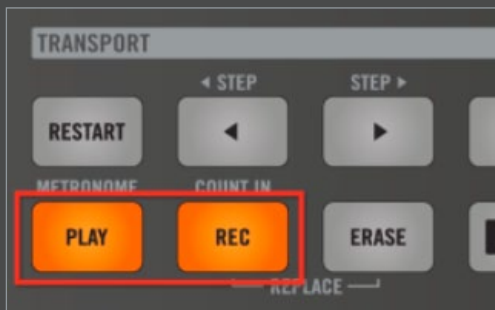 TRANSPORT
◀ STEP STEP ▶
RESTART
METRONOME COUNT IN
PLAY REC ERASE
REPLACE